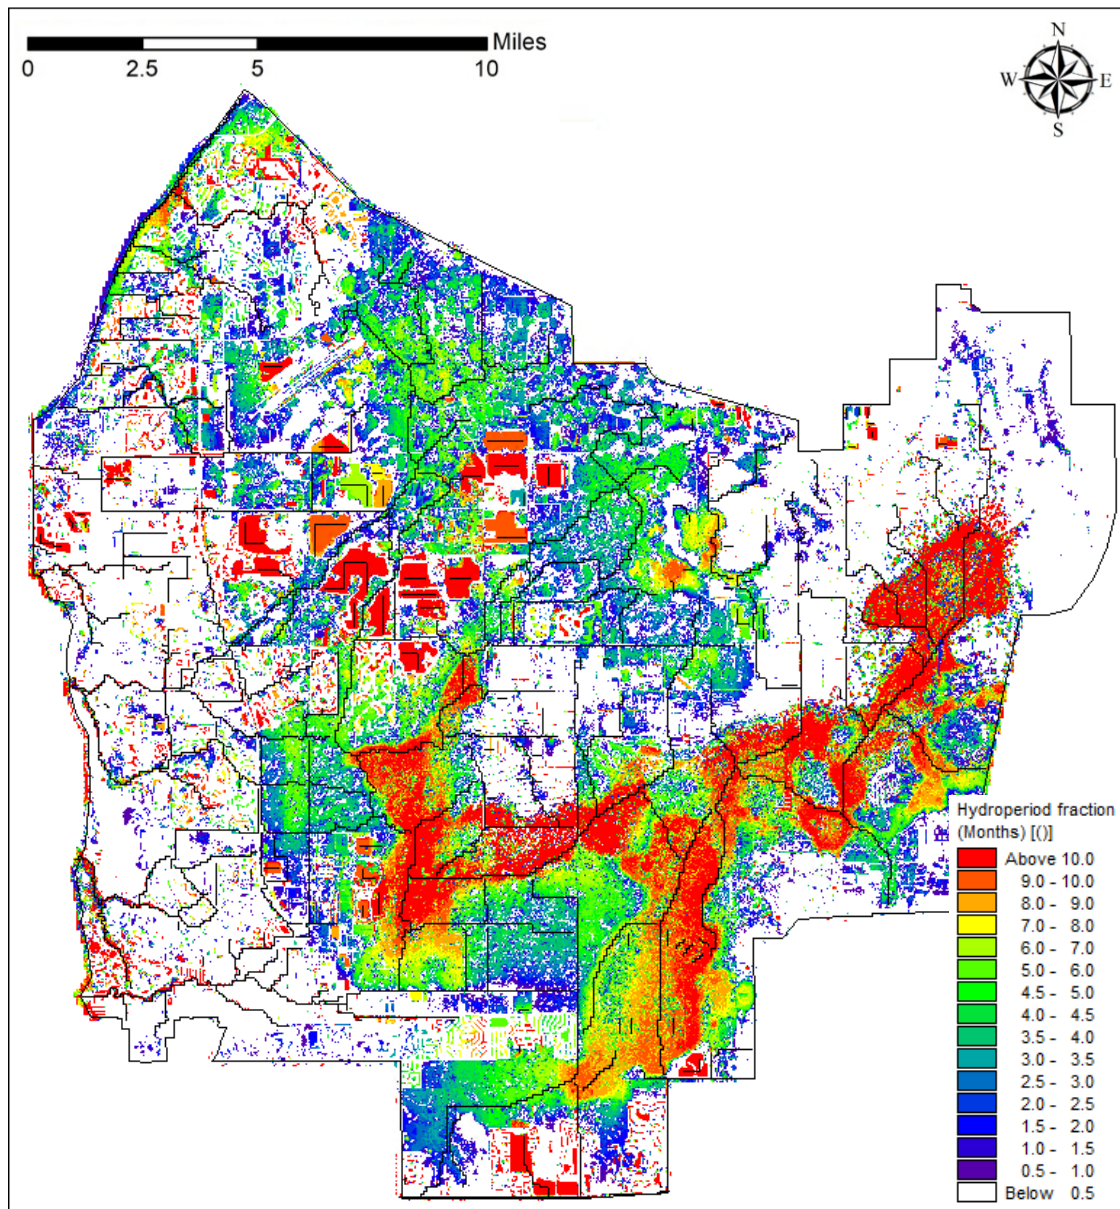 Miles
0 2.5 5 10
N
W E
S
Hydroperiod fraction
(Months) [()]
Above 10.0
9.0 - 10.0
8.0 - 9.0
7.0 - 8.0
6.0 - 7.0
5.0 - 6.0
4.5 - 5.0
4.0 - 4.5
3.5 - 4.0
3.0 - 3.5
2.5 - 3.0
2.0 - 2.5
1.5 - 2.0
1.0 - 1.5
0.5 - 1.0
Below 0.5